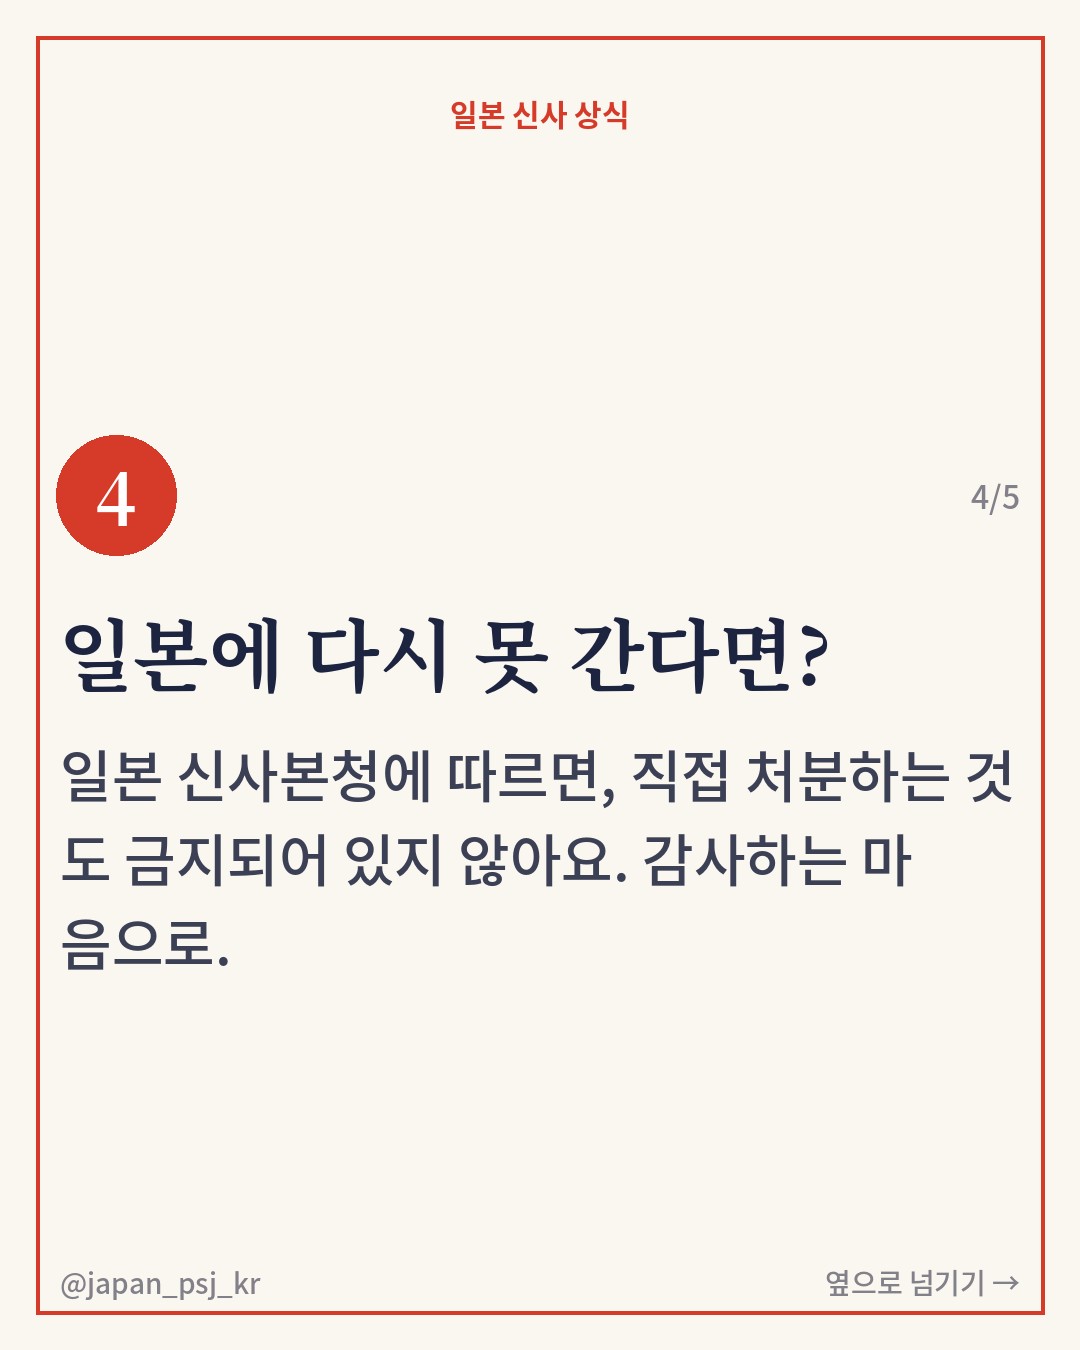 일본 신사 상식
4
4/5
일본에 다시 못 간다면?
일본 신사본청에 따르면, 직접 처분하는 것
도 금지되어 있지 않아요. 감사하는 마
음으로.
@japan_psj_kr
옆으로 넘기기 →